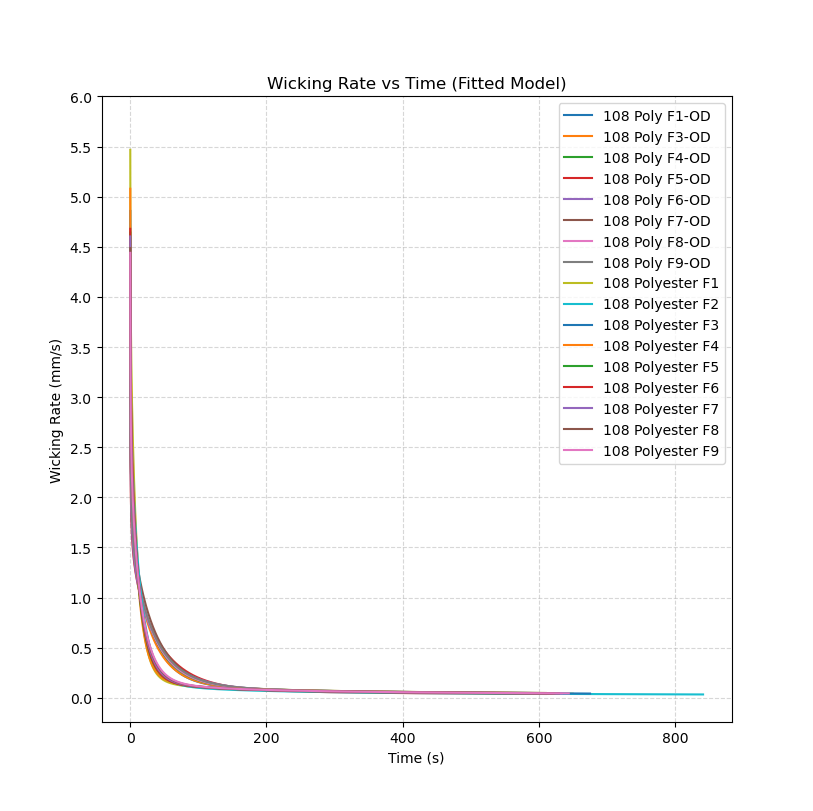 Wicking Rate vs Time (Fitted Model)
6.0
5.5
5.0
4.5
4.0
3.5
3.0
2.5
2.0
1.5
1.0
0.5
0.0
Wicking Rate (mm/s)
108 Poly F1-OD
108 Poly F3-OD
108 Poly F4-OD
108 Poly F5-OD
108 Poly F6-OD
108 Poly F7-OD
108 Poly F8-OD
108 Poly F9-OD
108 Polyester F1
108 Polyester F2
108 Polyester F3
108 Polyester F4
108 Polyester F5
108 Polyester F6
108 Polyester F7
108 Polyester F8
108 Polyester F9
0 200 400 600 800
Time (s)